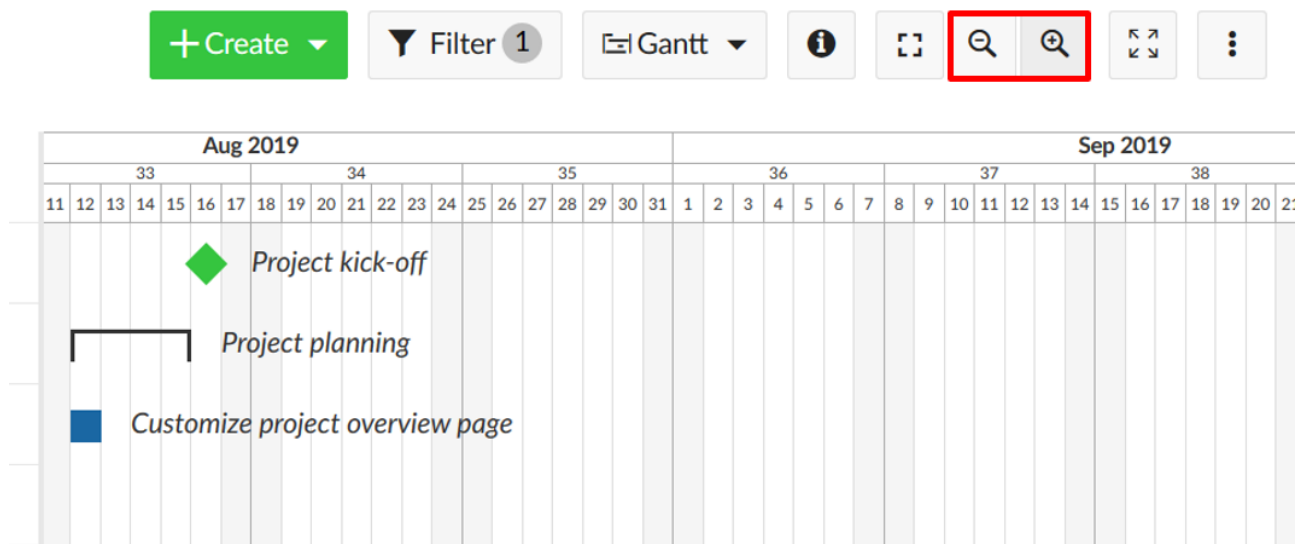 Create Filter 1 Gantt
Aug 2019 Sep 2019
33 34 35 36 37 38
11 12 13 14 15 16 17 18 19 20 21 22 23 24 25 26 27 28 29 30 31 1 2 3 4 5 6 7 8 9 10 11 12 13 14 15 16 17 18 19 20 21
Project kick-off
Project planning
Customize project overview page